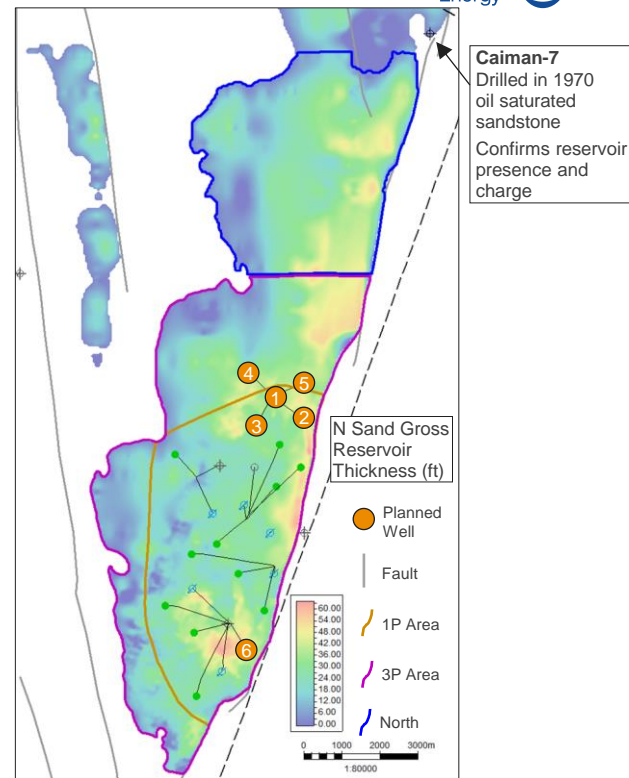 Energy
Caiman-7
Drilled in 1970
oil saturated
sandstone
Confirms reservoir
presence and
charge
4
5
1
2
3
6
N Sand Gross
Reservoir
Thickness (ft)
Planned
Well
Fault
1P Area
3P Area
North
60.00
54.00
48.00
42.00
36.00
30.00
24.00
18.00
12.00
6.00
0.00
0 1000 2000 3000m
1:80000